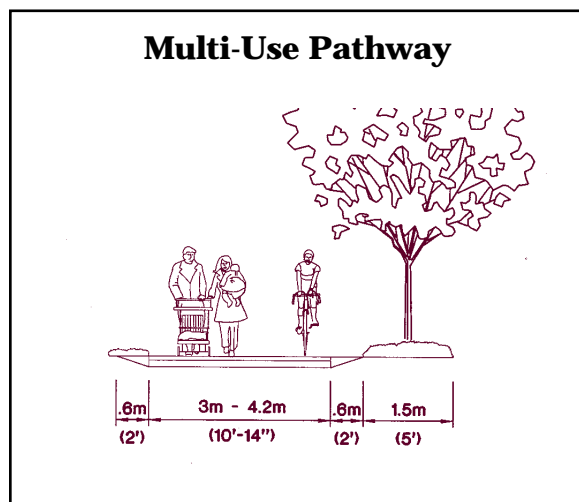 Multi-Use Pathway
.6m 3m - 4.2m .6m 1.5m
(2') (10'-14") (2') (5')